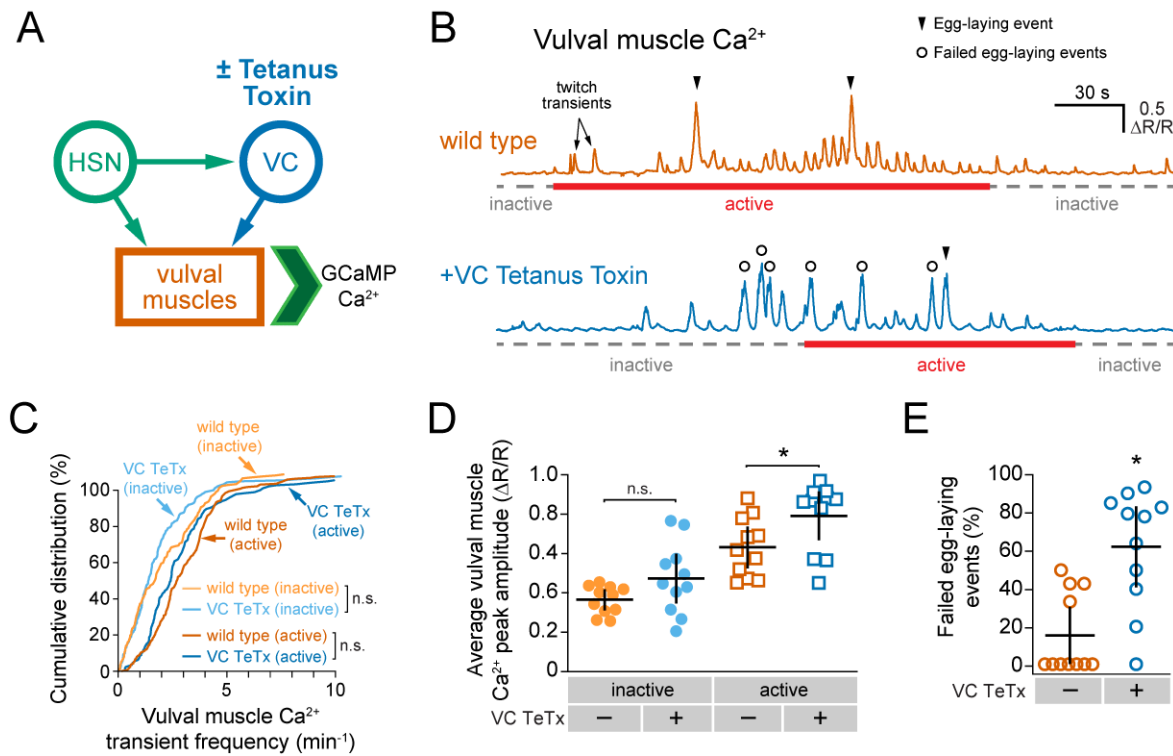 A
± Tetanus
Toxin
HSN
VC
vulval
muscles
GCaMP
Ca²⁺
B
Vulval muscle Ca²⁺
Egg-laying event
Failed egg-laying events
twitch
transients
30 s
0.5
ΔR/R
wild type
inactive
active
inactive
+VC Tetanus Toxin
inactive
active
inactive
C
Cumulative distribution (%)
100
80
60
40
20
0
wild type
(inactive)
VC TeTx
(inactive)
VC TeTx
(active)
wild type
(active)
wild type (inactive)
VC TeTx (inactive)
n.s.
wild type (active)
VC TeTx (active)
n.s.
0
5
10
Vulval muscle Ca²⁺
transient frequency (min⁻¹)
D
Average vulval muscle
Ca²⁺ peak amplitude (ΔR/R)
1.0
0.8
0.4
0.6
0.2
0
n.s.
*
inactive
active
VC TeTx
−
+
−
+
E
Failed egg-laying
events (%)
100
80
60
40
20
0
*
VC TeTx
−
+